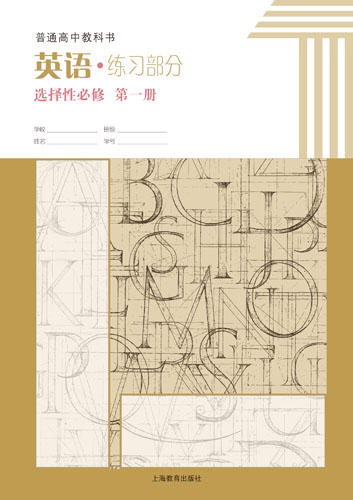 普通高中教科书
英语·练习部分
选择性必修 第一册
学校 班级
姓名 学号
上海教育出版社